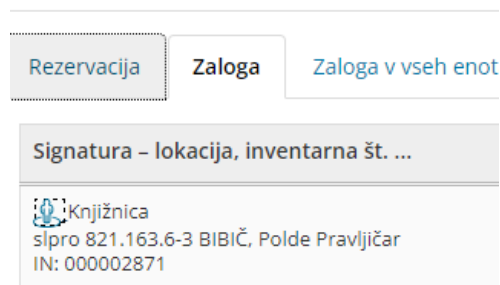 Rezervacija
Zaloga
Zaloga v vseh enot
Signatura – lokacija, inventarna št. ...
Knjižnica
slpro 821.163.6-3 BIBIČ, Polde Pravljičar
IN: 000002871